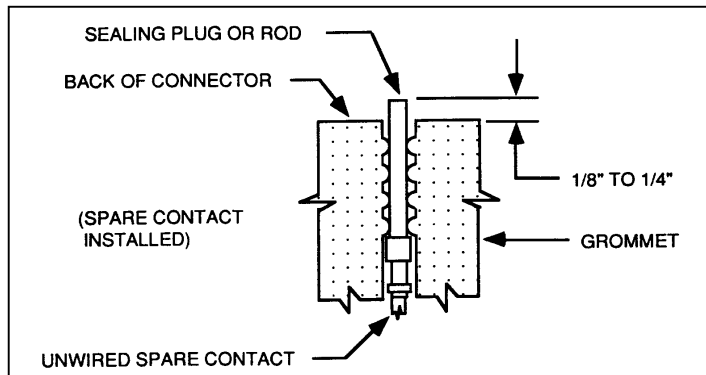 SEALING PLUG OR ROD
BACK OF CONNECTOR
1/8" TO 1/4"
(SPARE CONTACT
INSTALLED)
GROMMET
UNWIRED SPARE CONTACT